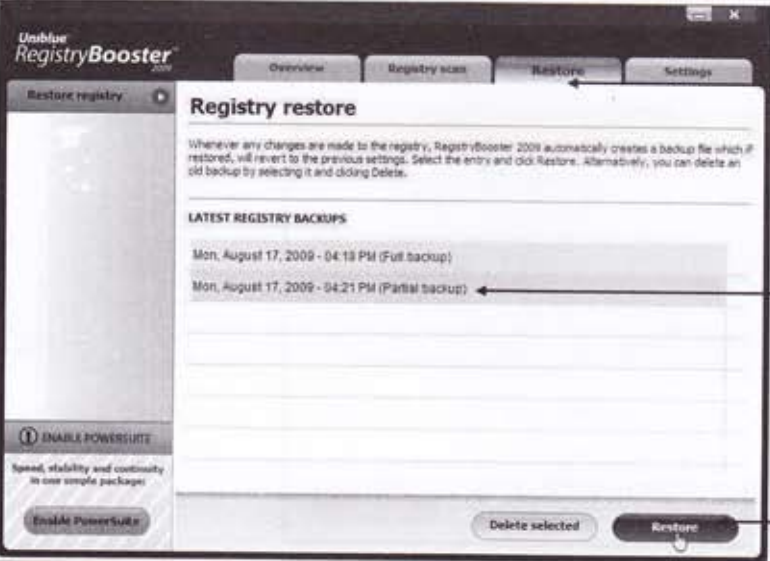 Uniblue
RegistryBooster
2009
Overview
Registry scan
Restore
Settings
Restore registry
Registry restore
Whenever any changes are made to the registry, RegistryBooster 2009 automatically creates a backup file which if
restored, will revert to the previous settings. Select the entry and click Restore. Alternatively, you can delete an
old backup by selecting it and clicking Delete.
LATEST REGISTRY BACKUPS
Mon, August 17, 2009 - 04:19 PM (Full backup)
Mon, August 17, 2009 - 04:21 PM (Partial backup)
ENABLE POWERSUITE
Speed, stability and continuity
in one simple package:
Enable PowerSuite
Delete selected
Restore